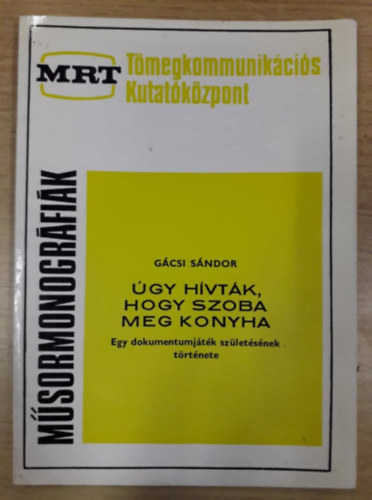 MRT
Tömegkommunikációs
Kutatóközpont
MŰSORMONOGRÁFIÁK
GÁCSI SÁNDOR
ÚGY HÍVTÁK,
HOGY SZOBA
MEG KONYHA
Egy dokumentumjáték születésének
története